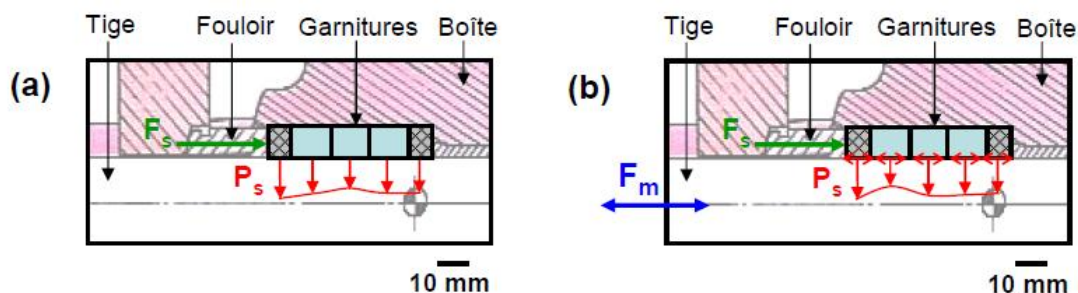 Tige Fouloir Garnitures Boîte
(a)
Fs
Ps
10 mm
Tige Fouloir Garnitures Boîte
(b)
Fs
Ps
Fm
10 mm